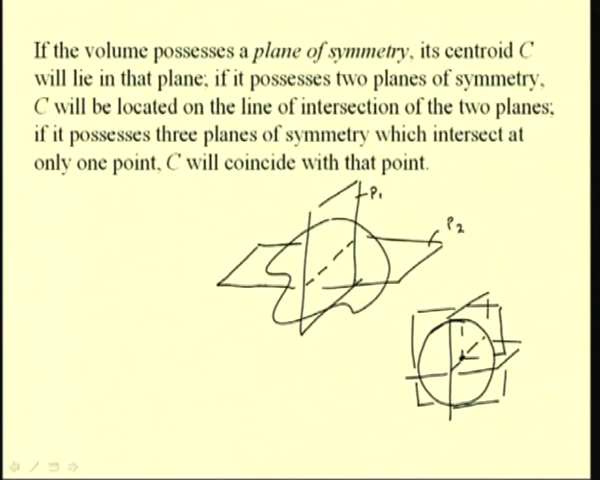 If the volume possesses a plane of symmetry, its centroid C
will lie in that plane; if it possesses two planes of symmetry,
C will be located on the line of intersection of the two planes;
if it possesses three planes of symmetry which intersect at
only one point, C will coincide with that point.
P1
P2